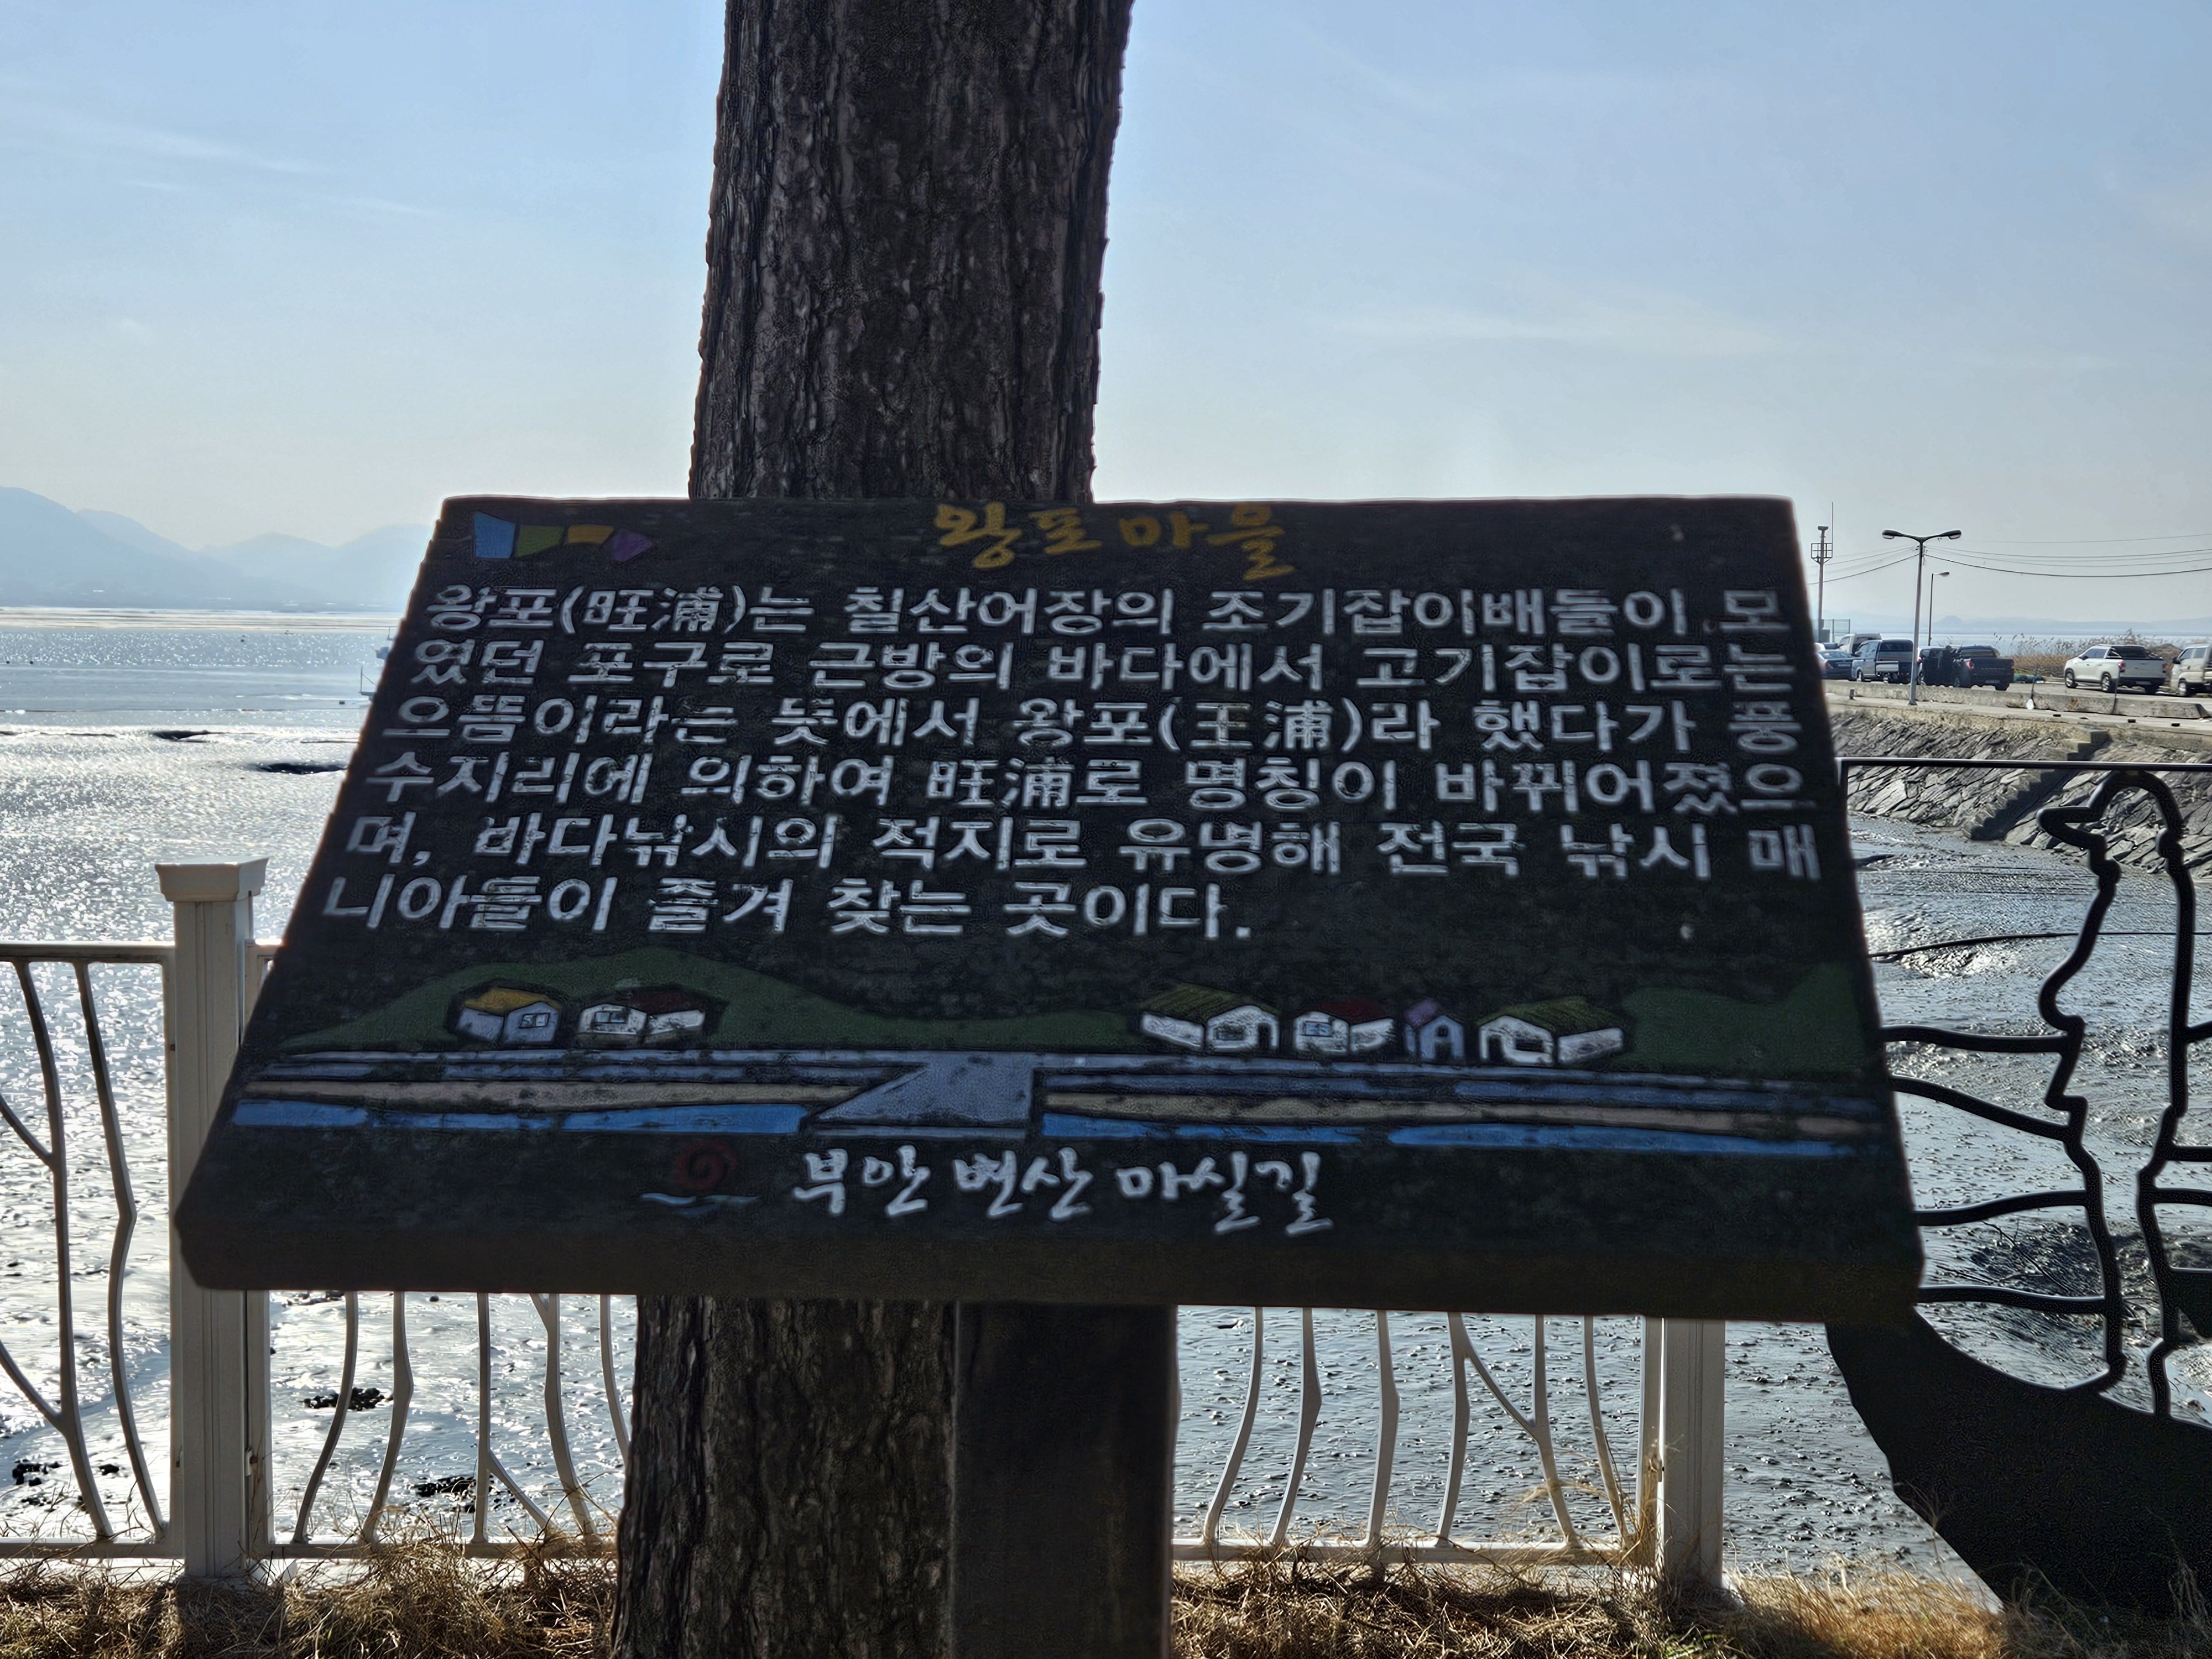 왕포마을
왕포(旺浦)는 칠산어장의 조기잡이배들이 모
였던 포구로 근방의 바다에서 고기잡이로는
으뜸이라는 뜻에서 왕포(王浦)라 했다가 풍
수지리에 의하여 旺浦로 명칭이 바뀌어졌으
며, 바다낚시의 적지로 유명해 전국 낚시 매
니아들이 즐겨 찾는 곳이다.
부안 변산 마실길